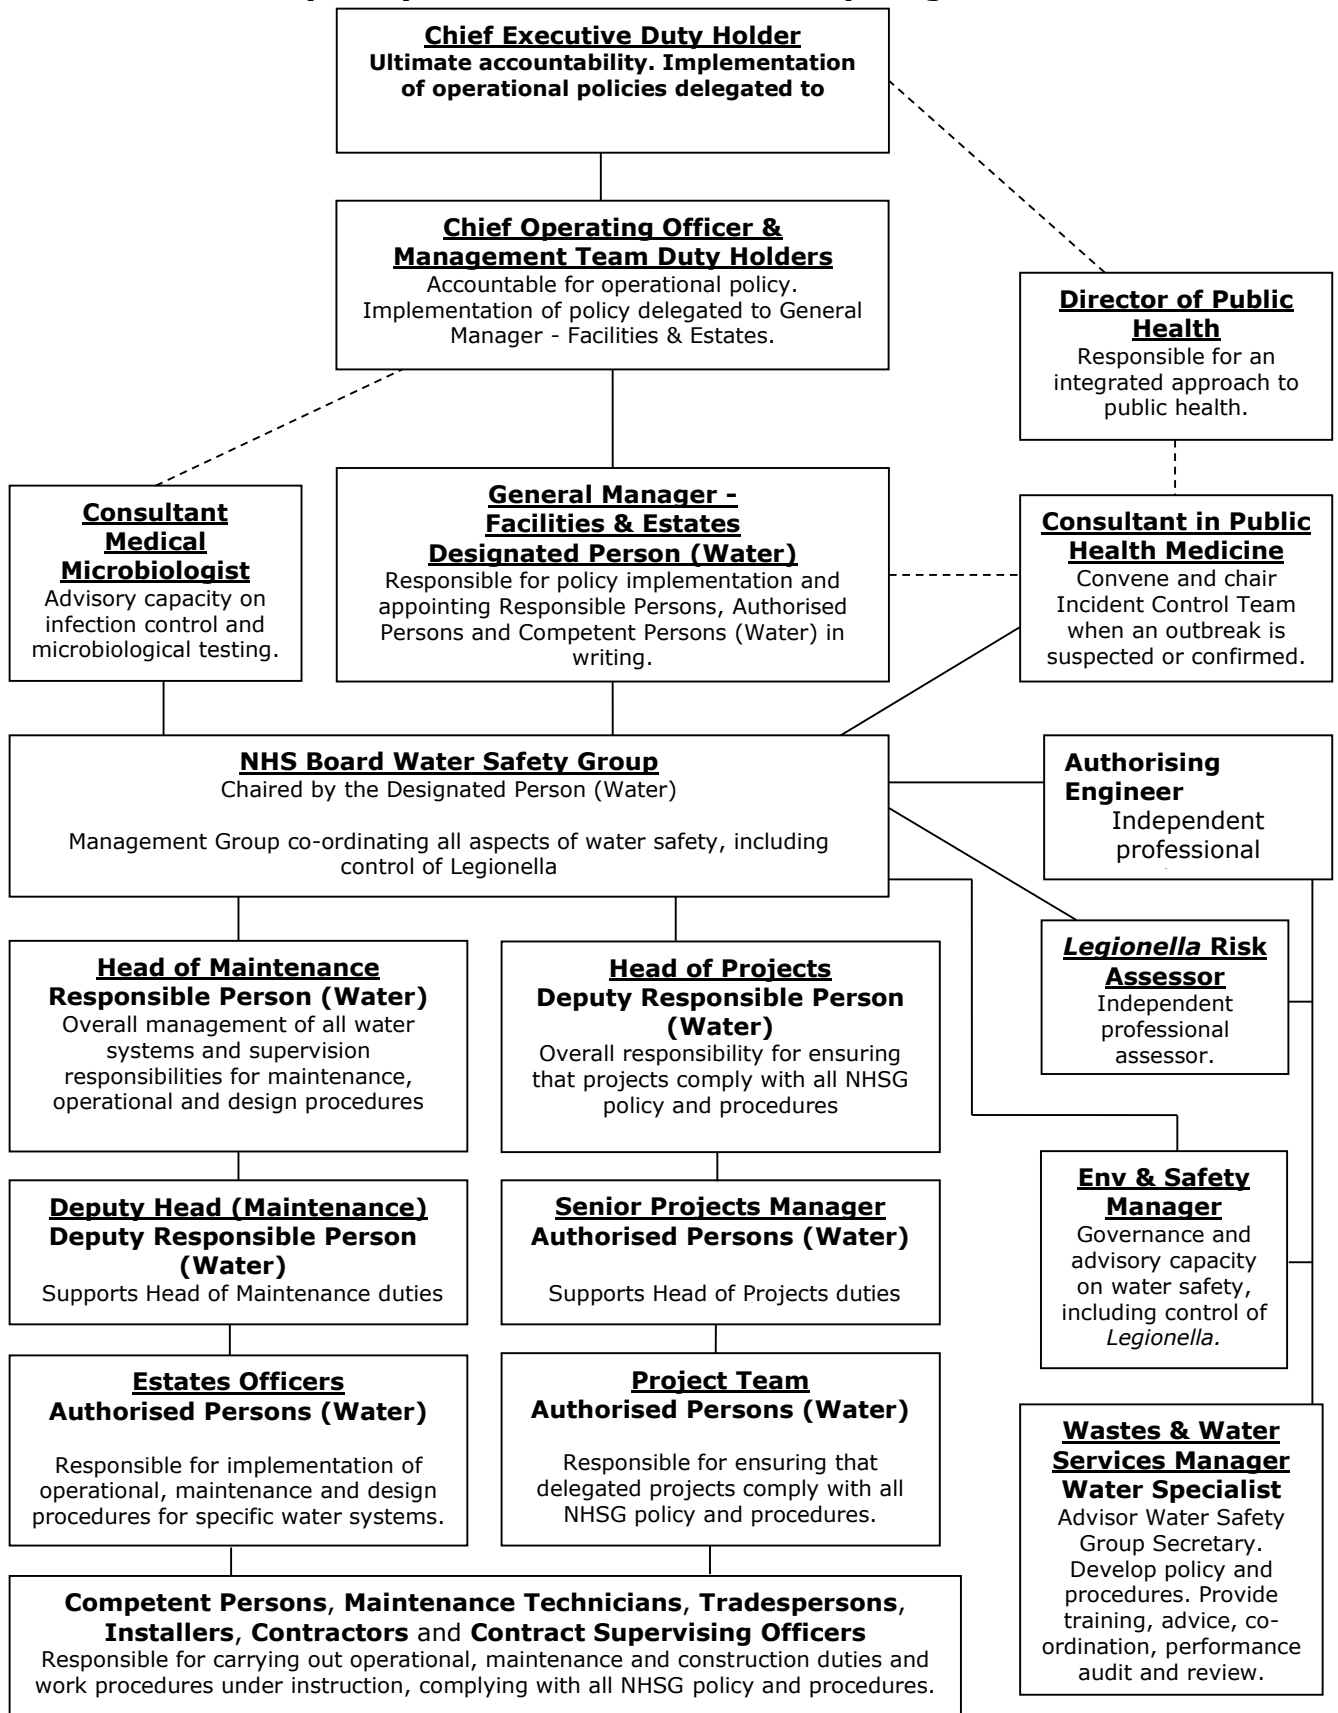 Chief Executive Duty Holder
Ultimate accountability. Implementation
of operational policies delegated to
Chief Operating Officer &
Management Team Duty Holders
Accountable for operational policy.
Implementation of policy delegated to General
Manager - Facilities & Estates.
Director of Public
Health
Responsible for an
integrated approach to
public health.
Consultant
Medical
Microbiologist
Advisory capacity on
infection control and
microbiological testing.
General Manager -
Facilities & Estates
Designated Person (Water)
Responsible for policy implementation and
appointing Responsible Persons, Authorised
Persons and Competent Persons (Water) in
writing.
Consultant in Public
Health Medicine
Convene and chair
Incident Control Team
when an outbreak is
suspected or confirmed.
NHS Board Water Safety Group
Chaired by the Designated Person (Water)
Management Group co-ordinating all aspects of water safety, including
control of Legionella
Authorising
Engineer
Independent
professional
Legionella Risk
Assessor
Independent
professional
assessor.
Head of Maintenance
Responsible Person (Water)
Overall management of all water
systems and supervision
responsibilities for maintenance,
operational and design procedures
Head of Projects
Deputy Responsible Person
(Water)
Overall responsibility for ensuring
that projects comply with all NHSG
policy and procedures
Env & Safety
Manager
Governance and
advisory capacity
on water safety,
including control of
Legionella.
Deputy Head (Maintenance)
Deputy Responsible Person
(Water)
Supports Head of Maintenance duties
Senior Projects Manager
Authorised Persons (Water)
Supports Head of Projects duties
Estates Officers
Authorised Persons (Water)
Responsible for implementation of
operational, maintenance and design
procedures for specific water systems.
Project Team
Authorised Persons (Water)
Responsible for ensuring that
delegated projects comply with all
NHSG policy and procedures.
Wastes & Water
Services Manager
Water Specialist
Advisor Water Safety
Group Secretary.
Develop policy and
procedures. Provide
training, advice, co-
ordination, performance
audit and review.
Competent Persons, Maintenance Technicians, Tradespersons,
Installers, Contractors and Contract Supervising Officers
Responsible for carrying out operational, maintenance and construction duties and
work procedures under instruction, complying with all NHSG policy and procedures.